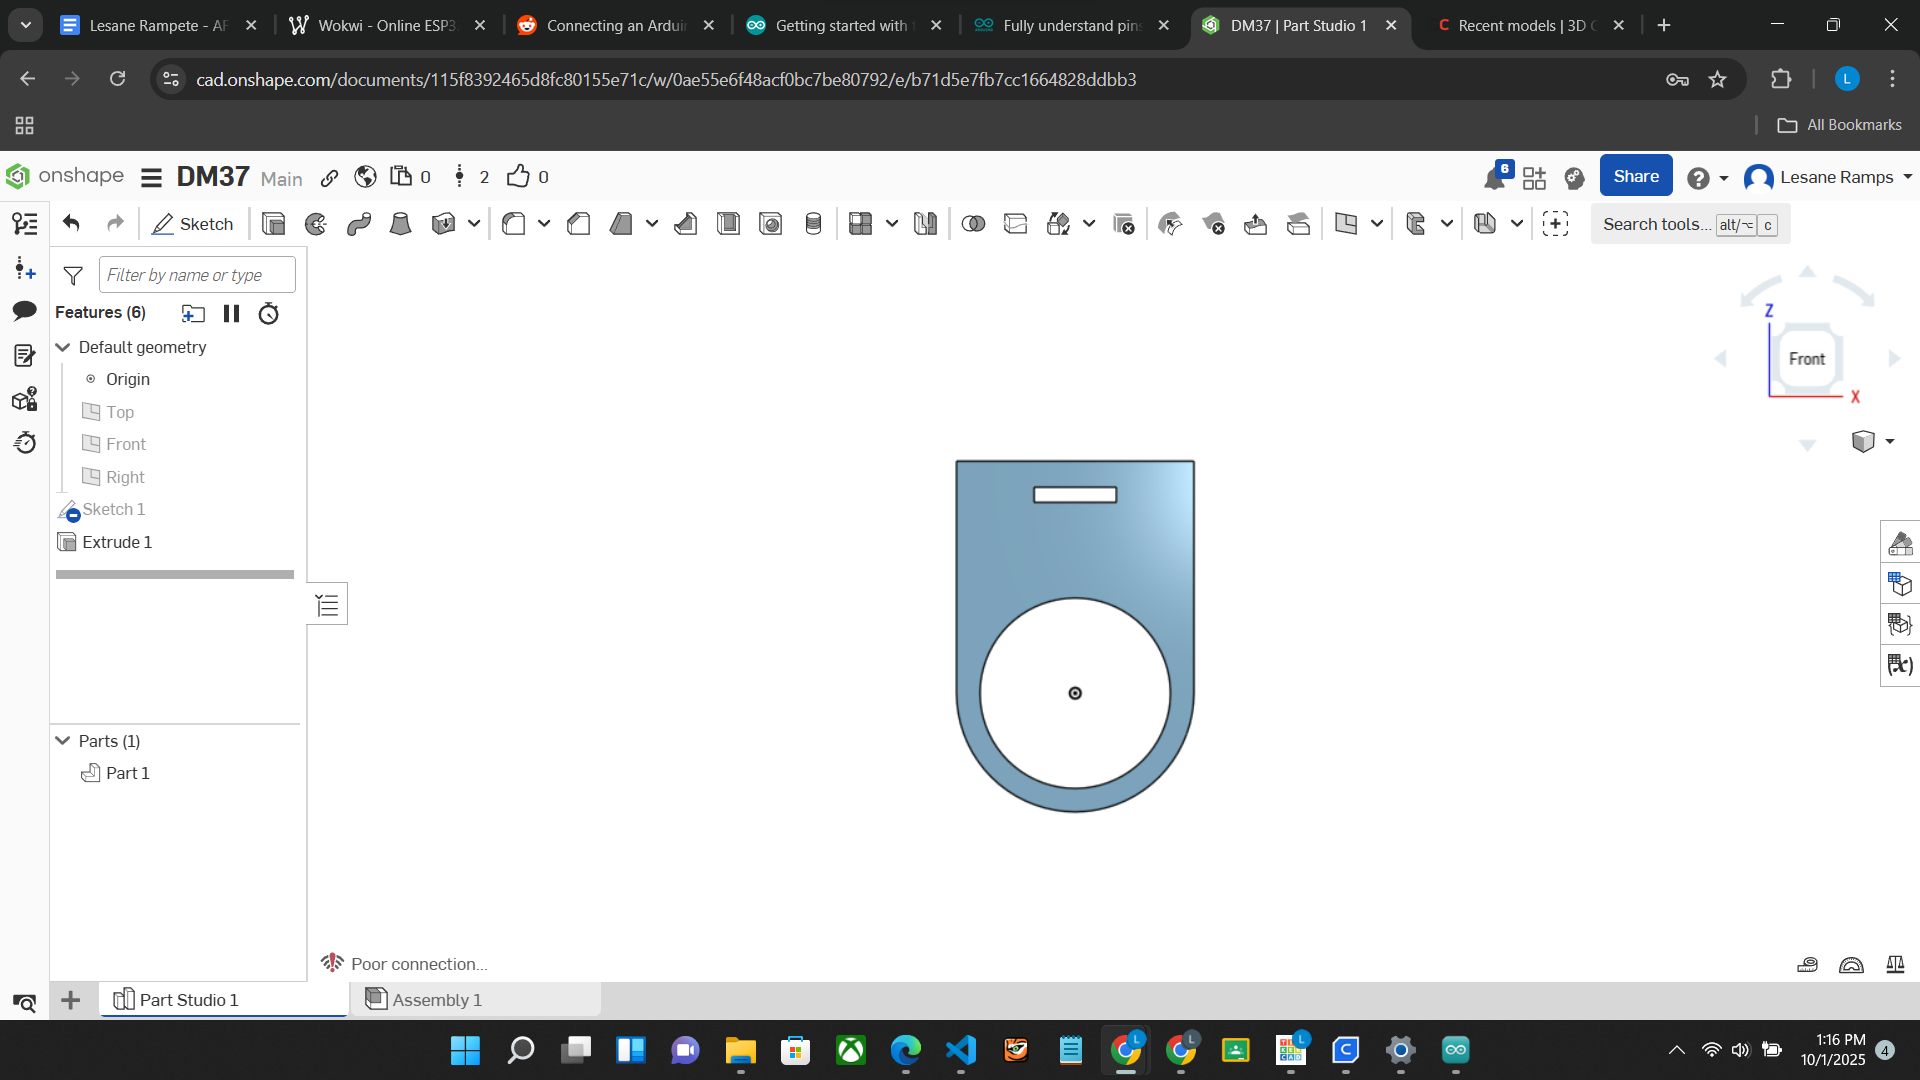 Lesane Rampete - AF
Wokwi - Online ESP3
Connecting an Ardui
Getting started with
Fully understand pins
DM37 | Part Studio 1
Recent models | 3D C
cad.onshape.com/documents/115f8392465d8fc80155e71c/w/0ae55e6f48acf0bc7be80792/e/b71d5e7fb7cc1664828ddbb3
L
All Bookmarks
onshape
DM37 Main
0
2
0
6
Share
Lesane Ramps
Sketch
Search tools... alt/⌥ c
Filter by name or type
Features (6)
Default geometry
Origin
Top
Front
Right
Sketch 1
Extrude 1
Z
Front
X
Parts (1)
Part 1
Poor connection...
Part Studio 1
Assembly 1
1:16 PM
10/1/2025
4